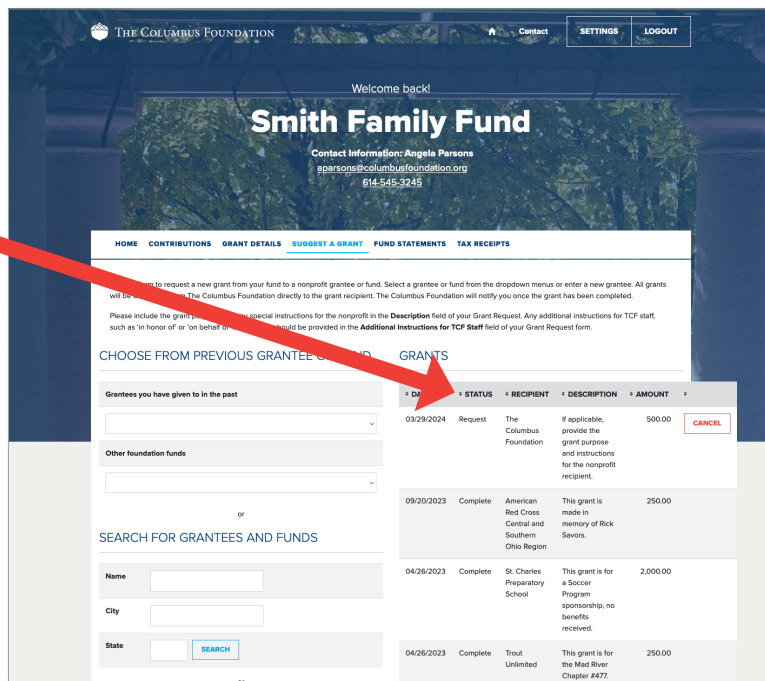 THE COLUMBUS FOUNDATION
Contact
SETTINGS
LOGOUT
Welcome back!
Smith Family Fund
Contact Information: Angela Parsons
aparsons@columbusfoundation.org
614-545-3245
HOME CONTRIBUTIONS GRANT DETAILS SUGGEST A GRANT FUND STATEMENTS TAX RECEIPTS
to request a new grant from your fund to a nonprofit grantee or fund. Select a grantee or fund from the dropdown menus or enter a new grantee. All grants
will be The Columbus Foundation directly to the grant recipient. The Columbus Foundation will notify you once the grant has been completed.
Please include the grant special instructions for the nonprofit in the Description field of your Grant Request. Any additional instructions for TCF staff,
such as 'in honor of' or 'on behalf of should be provided in the Additional Instructions for TCF Staff field of your Grant Request form.
CHOOSE FROM PREVIOUS GRANTEE
Grantees you have given to in the past
Other foundation funds
or
SEARCH FOR GRANTEES AND FUNDS
Name
City
State
SEARCH
GRANTS
STATUS RECIPIENT DESCRIPTION AMOUNT
03/29/2024 Request The If applicable, 500.00 CANCEL
Columbus provide the
Foundation grant purpose
and instructions
for the nonprofit
recipient.
09/20/2023 Complete American This grant is 250.00
Red Cross made in
Central and memory of Rick
Southern Savors.
Ohio Region
04/26/2023 Complete St. Charles This grant is for 2,000.00
Preparatory a Soccer
School Program
sponsorship, no
benefits
received.
04/26/2023 Complete Trout This grant is for 250.00
Unlimited the Mad River
Chapter #477.